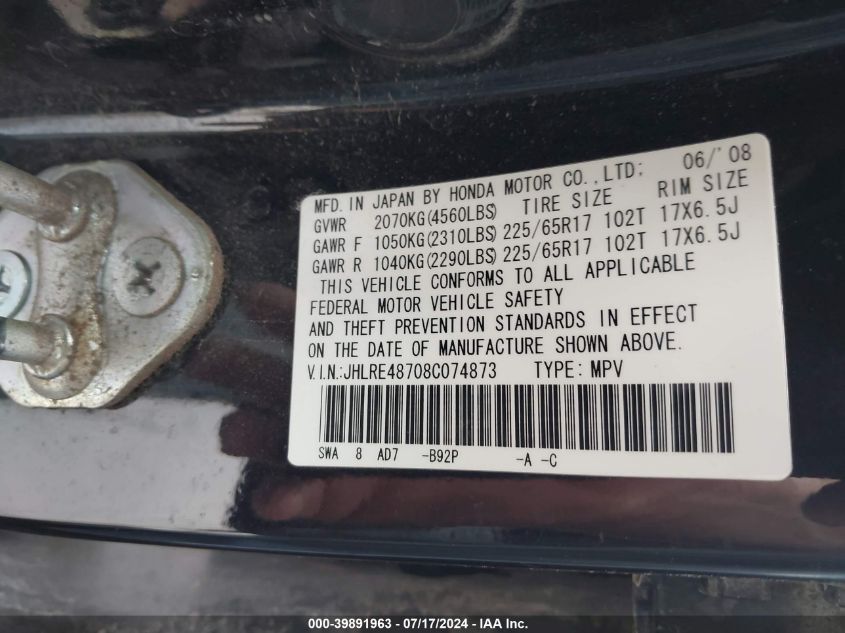 MFD. IN JAPAN BY HONDA MOTOR CO.,LTD; 06/'08
GVWR 2070KG(4560LBS) TIRE SIZE RIM SIZE
GAWR F 1050KG(2310LBS) 225/65R17 102T 17X6.5J
GAWR R 1040KG(2290LBS) 225/65R17 102T 17X6.5J
THIS VEHICLE CONFORMS TO ALL APPLICABLE
FEDERAL MOTOR VEHICLE SAFETY
AND THEFT PREVENTION STANDARDS IN EFFECT
ON THE DATE OF MANUFACTURE SHOWN ABOVE.
V.I.N.:JHLRE48708C074873 TYPE: MPV
SWA 8 AD7 -B92P -A -C
000-39891963 - 07/17/2024 - IAA Inc.